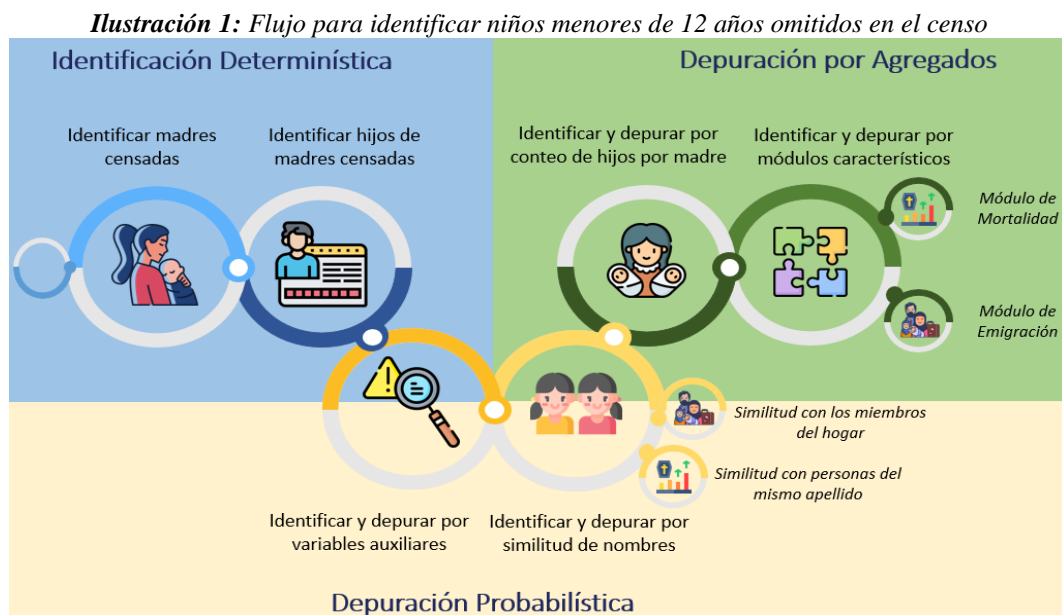 Ilustración 1: Flujo para identificar niños menores de 12 años omitidos en el censo
Identificación Determinística
Identificar madres
censadas
Identificar hijos de
madres censadas
Depuración por Agregados
Identificar y depurar por
conteo de hijos por madre
Identificar y depurar por
módulos característicos
Módulo de
Mortalidad
Módulo de
Emigración
Similitud con los miembros
del hogar
Similitud con personas del
mismo apellido
Identificar y depurar por
variables auxiliares
Identificar y depurar por
similitud de nombres
Depuración Probabilística